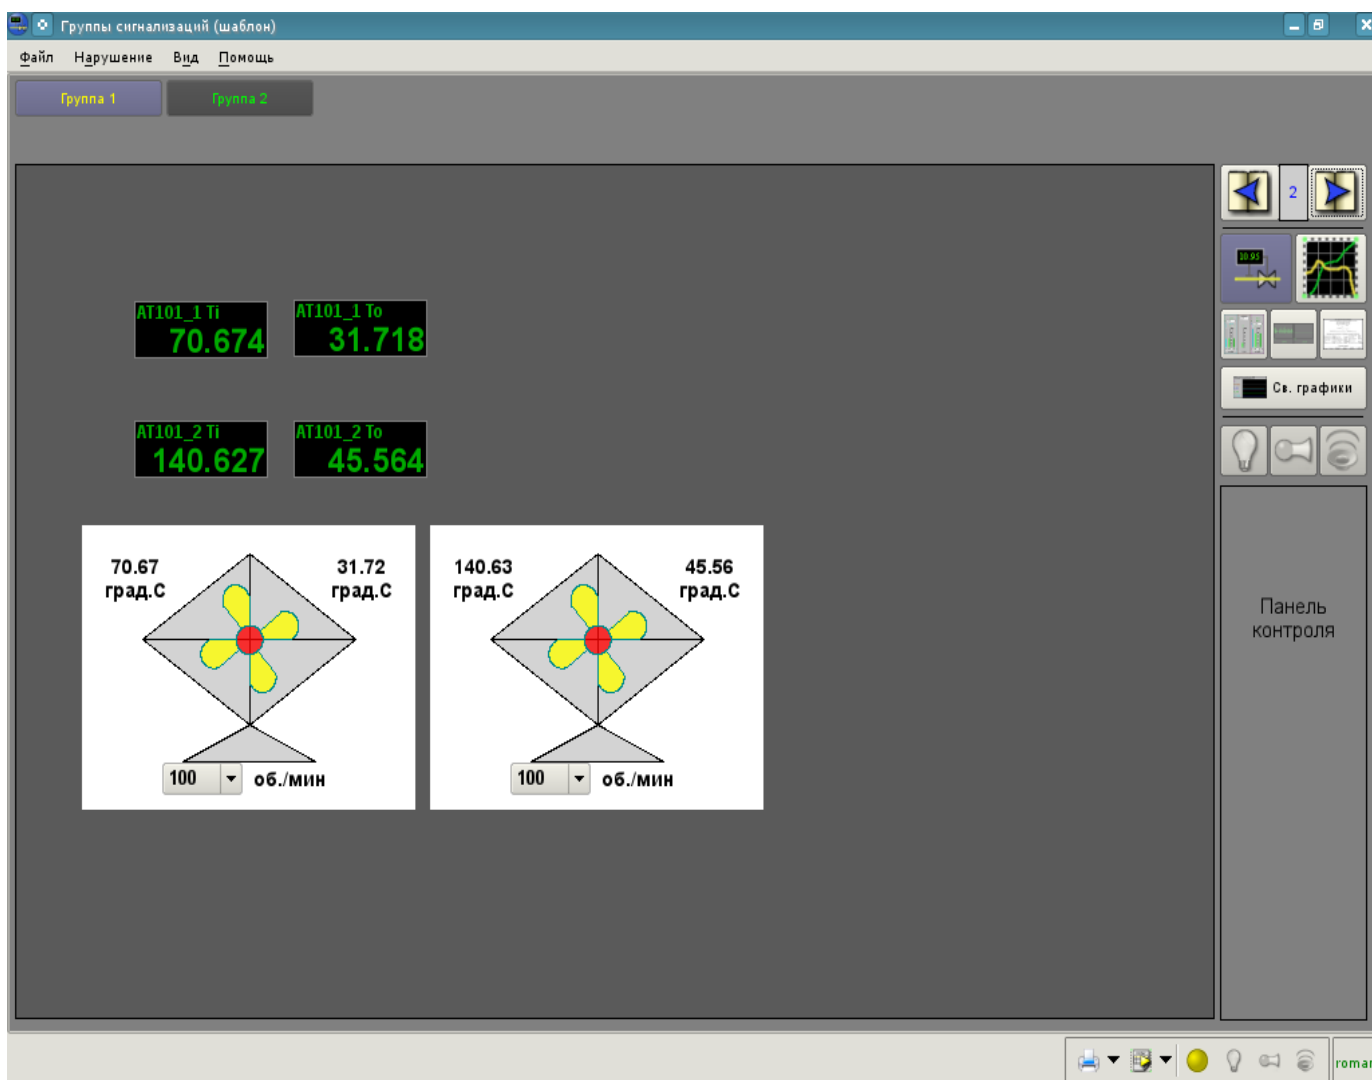 Группы сигнализаций (шаблон)
Файл Нарушение Вид Помощь
Группа 1 Группа 2
2
10.95
AT101_1 Ti AT101_1 To
70.674 31.718
Св. графики
AT101_2 Ti AT101_2 To
140.627 45.564
70.67 31.72 140.63 45.56
град.С град.С град.С град.С
Панель
контроля
100 об./мин 100 об./мин
roman